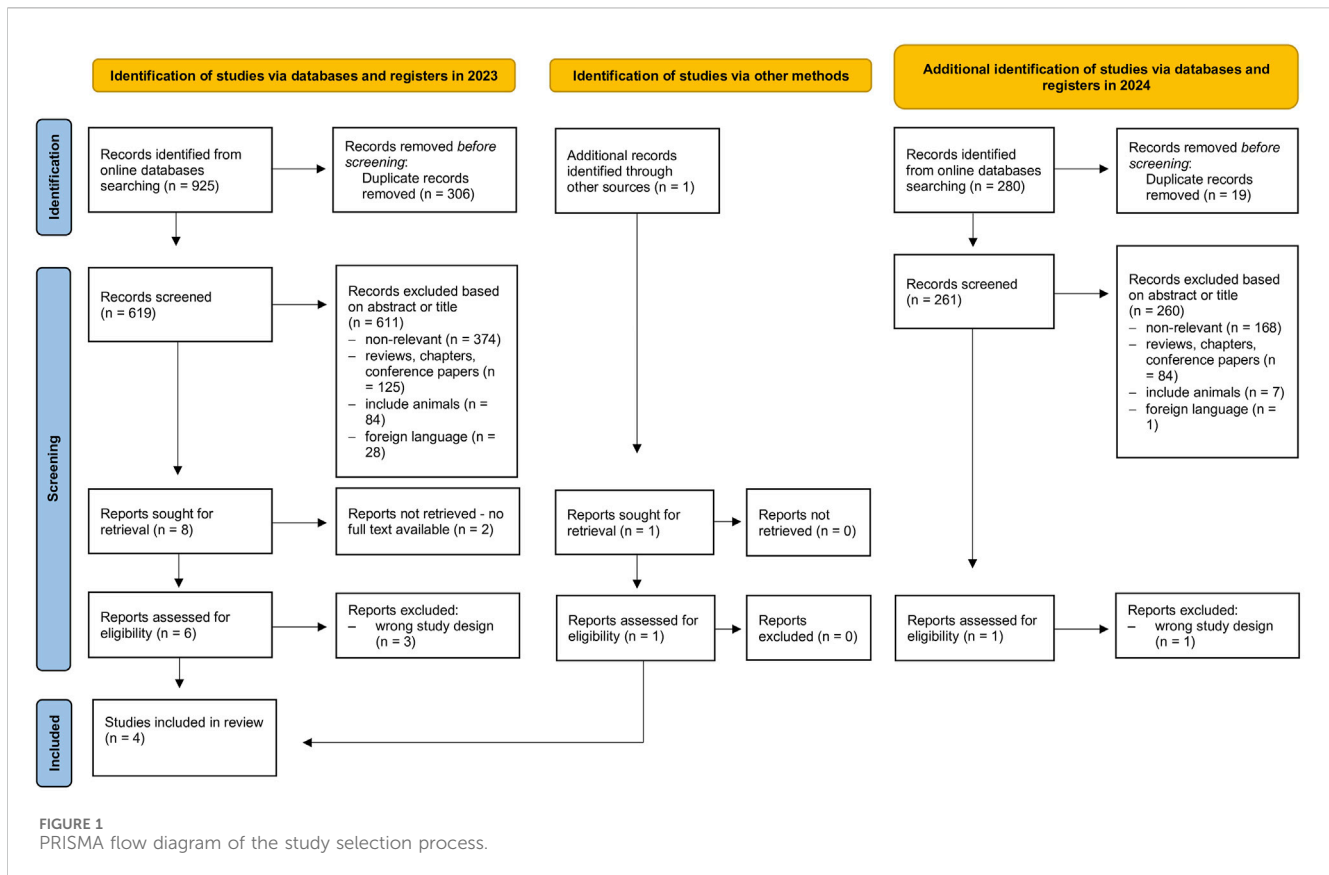 Identification of studies via databases and registers in 2023
Identification of studies via other methods
Additional identification of studies via databases and
registers in 2024
Identification
Records identified from
online databases
searching (n = 925)
Records removed before
screening:
Duplicate records
removed (n = 306)
Additional records
identified through
other sources (n = 1)
Records identified
from online databases
searching (n = 280)
Records removed before
screening:
Duplicate records
removed (n = 19)
Screening
Records screened
(n = 619)
Records excluded based
on abstract or title
(n = 611)
– non-relevant (n = 374)
– reviews, chapters,
conference papers (n
= 125)
– include animals (n =
84)
– foreign language (n =
28)
Records screened
(n = 261)
Records excluded based
on abstract or title
(n = 260)
– non-relevant (n = 168)
– reviews, chapters,
conference papers (n
= 84)
– include animals (n = 7)
– foreign language (n =
1)
Reports sought for
retrieval (n = 8)
Reports not retrieved - no
full text available (n = 2)
Reports sought for
retrieval (n = 1)
Reports not
retrieved (n = 0)
Reports assessed for
eligibility (n = 6)
Reports excluded:
– wrong study design
(n = 3)
Reports assessed for
eligibility (n = 1)
Reports
excluded (n = 0)
Reports assessed for
eligibility (n = 1)
Reports excluded:
– wrong study design
(n = 1)
Included
Studies included in review
(n = 4)
FIGURE 1
PRISMA flow diagram of the study selection process.